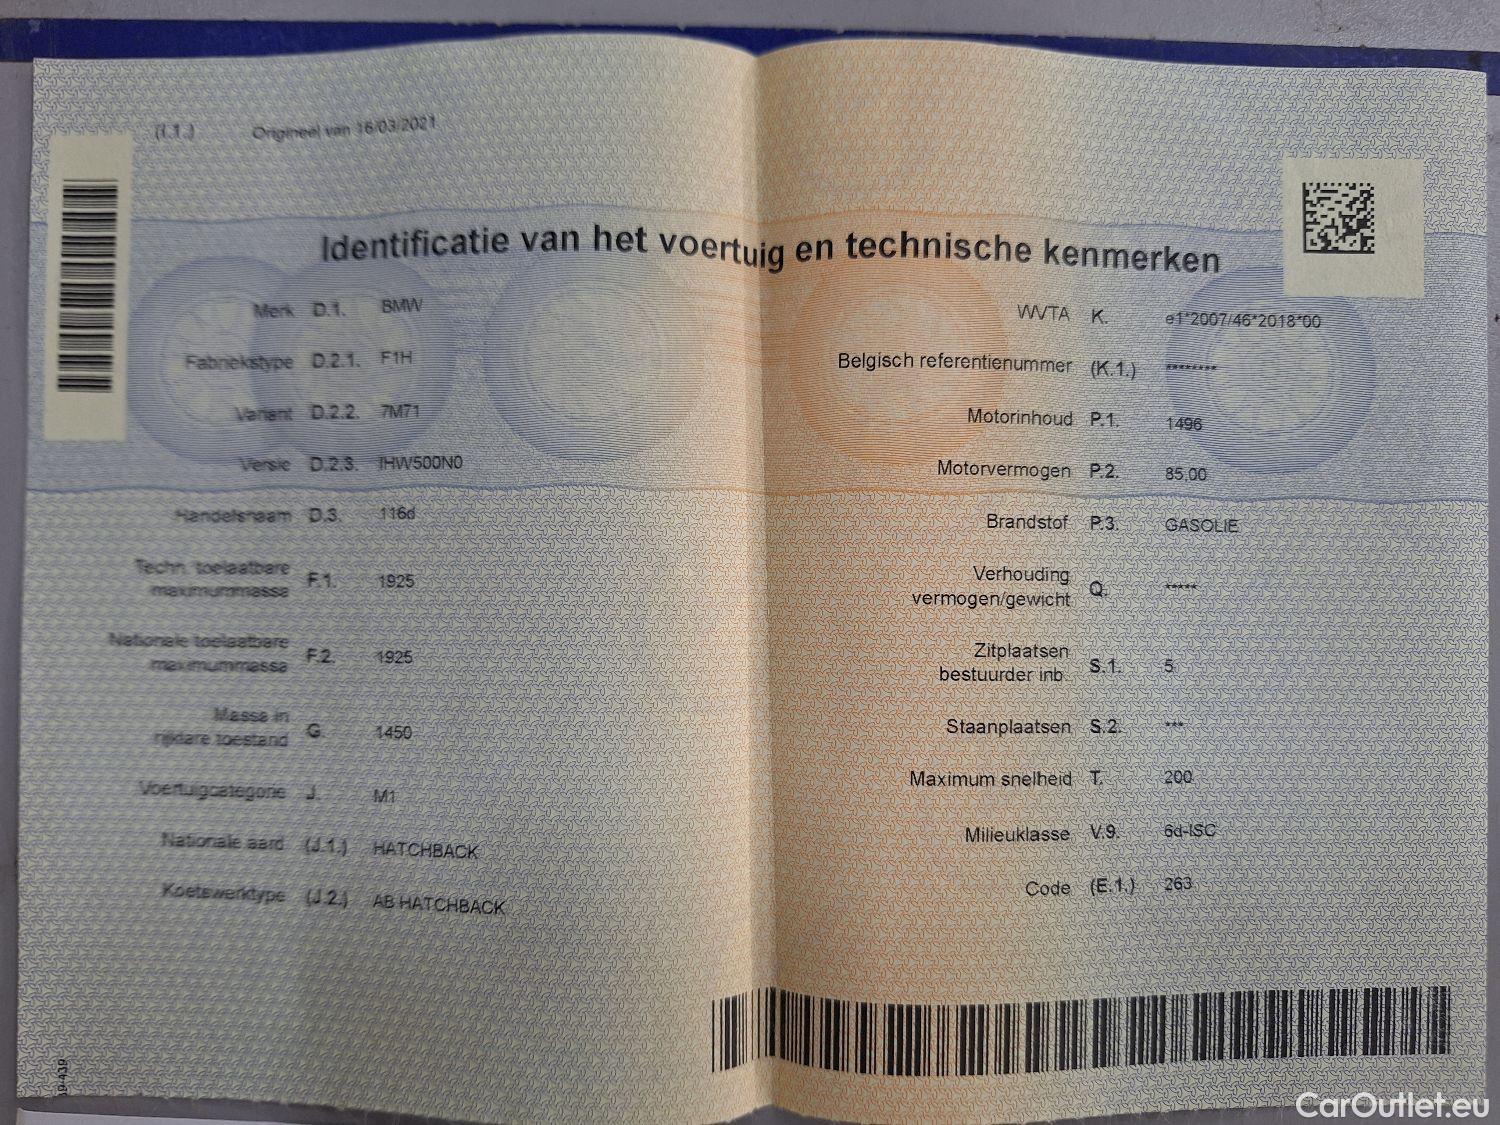 (I.1.) Origineel van 16/03/2021
Identificatie van het voertuig en technische kenmerken
Merk D.1. BMW
Fabriekstype D.2.1. F1H
Variant D.2.2. 7M71
Versie D.2.3. IHW500N0
Handelsnaam D.3. 116d
Techn. toelaatbare
maximummassa F.1. 1925
Nationale toelaatbare
maximummassa F.2. 1925
Massa in
rijklare toestand G. 1450
Voertuigcategorie J. M1
Nationale aard (J.1.) HATCHBACK
Koetswerktype (J.2.) AB HATCHBACK
WVTA K. e1*2007/46*2018*00
Belgisch referentienummer (K.1.) ********
Motorinhoud P.1. 1496
Motorvermogen P.2. 85,00
Brandstof P.3. GASOLIE
Verhouding
vermogen/gewicht Q. *****
Zitplaatsen
bestuurder inb. S.1. 5
Staanplaatsen S.2. ***
Maximum snelheid T. 200
Milieuklasse V.9. 6d-ISC
Code (E.1.) 263
CarOutlet.eu